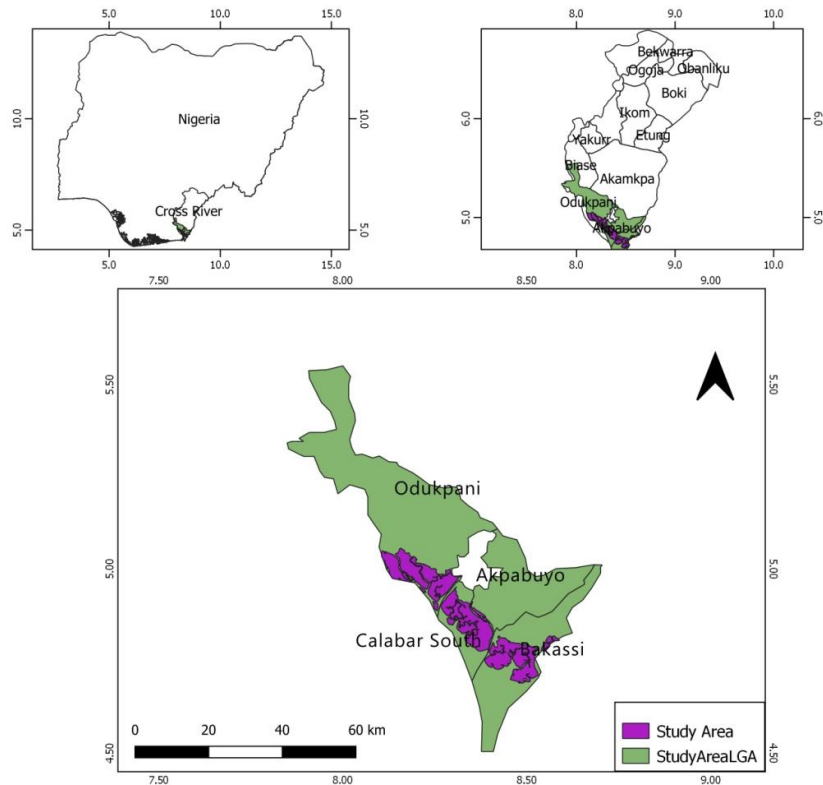 5.0 10.0 15.0
10.0 10.0
Nigeria
Cross River
5.0 5.0
5.0 10.0 15.0
8.0 9.0 10.0
Bekwarra
Ogoja Obanliku
Boki
6.0 Ikom 6.0
Yakurr Etung
Biase
Akamkpa
Odukpani
5.0 5.0
Akpabuyo
8.0 9.0 10.0
7.50 8.00 8.50 9.00
5.50 5.50
Odukpani
5.00 Akpabuyo 5.00
Calabar South Bakassi
0 20 40 60 km
Study Area
StudyAreaLGA
4.50 4.50
7.50 8.00 8.50 9.00